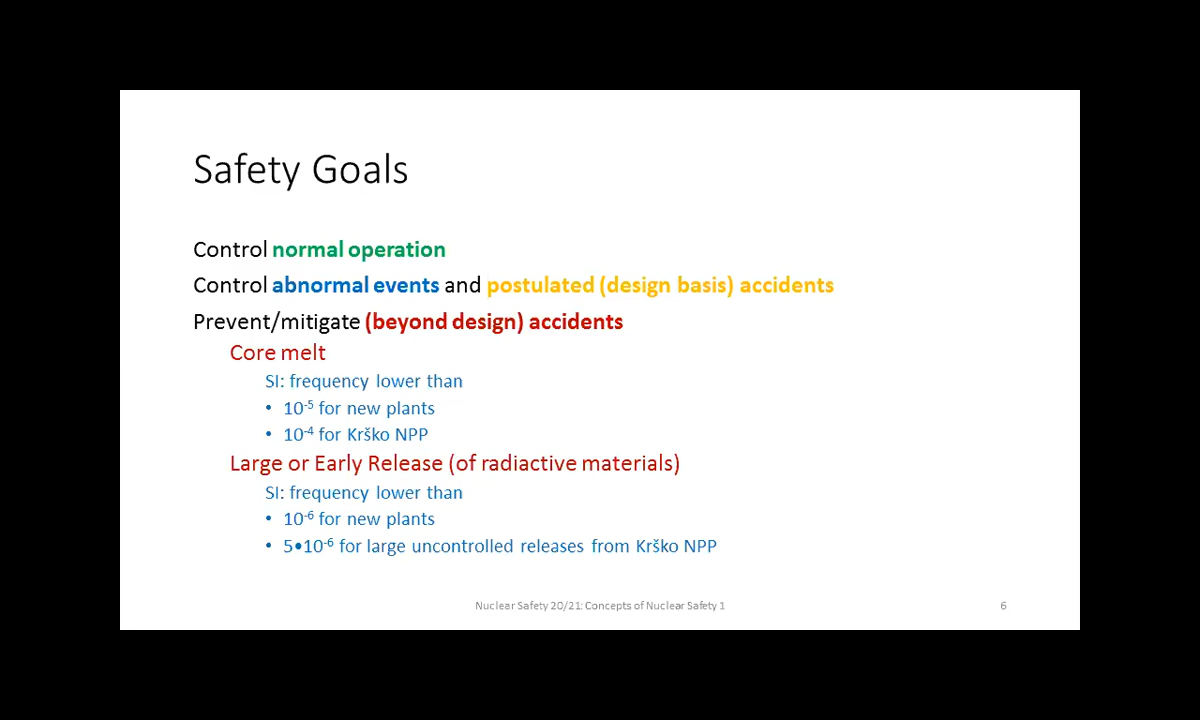 Safety Goals
Control normal operation
Control abnormal events and postulated (design basis) accidents
Prevent/mitigate (beyond design) accidents
Core melt
SI: frequency lower than
• 10⁻⁵ for new plants
• 10⁻⁴ for Krško NPP
Large or Early Release (of radiactive materials)
SI: frequency lower than
• 10⁻⁶ for new plants
• 5•10⁻⁶ for large uncontrolled releases from Krško NPP
Nuclear Safety 20/21: Concepts of Nuclear Safety 1
6